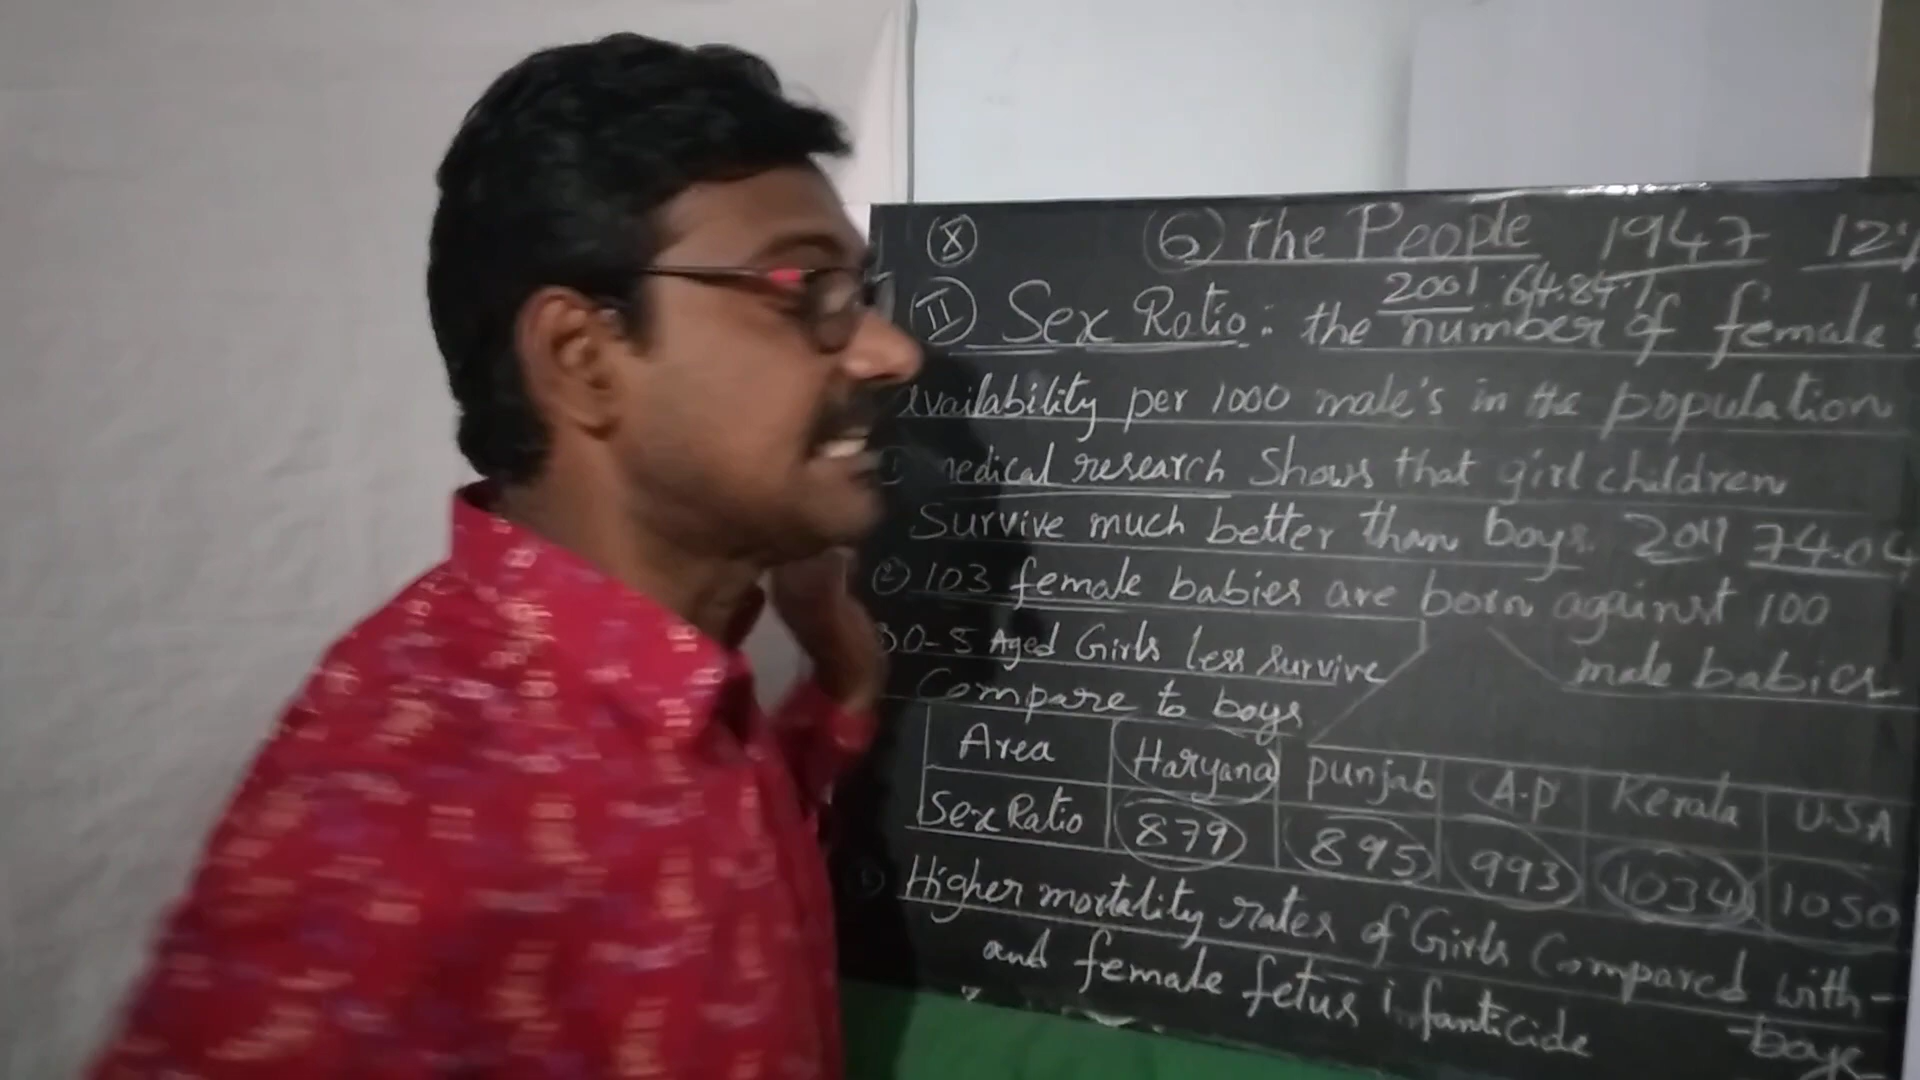 X 6 the People 1947 12%
2001 64.84%
II Sex Ratio: the number of female's
availability per 1000 male's in the population
1 medical research Shows that girl children
Survive much better than boys. 2011 74.04
2 103 female babies are born against 100
male babies
3 0-5 Aged Girls less survive
Compare to boys
Area Haryana punjab A.P Kerala U.S.A
Sex Ratio 879 895 993 1034 1050
Higher mortality rates of Girls Compared with-
-boys
and female fetus infanticide